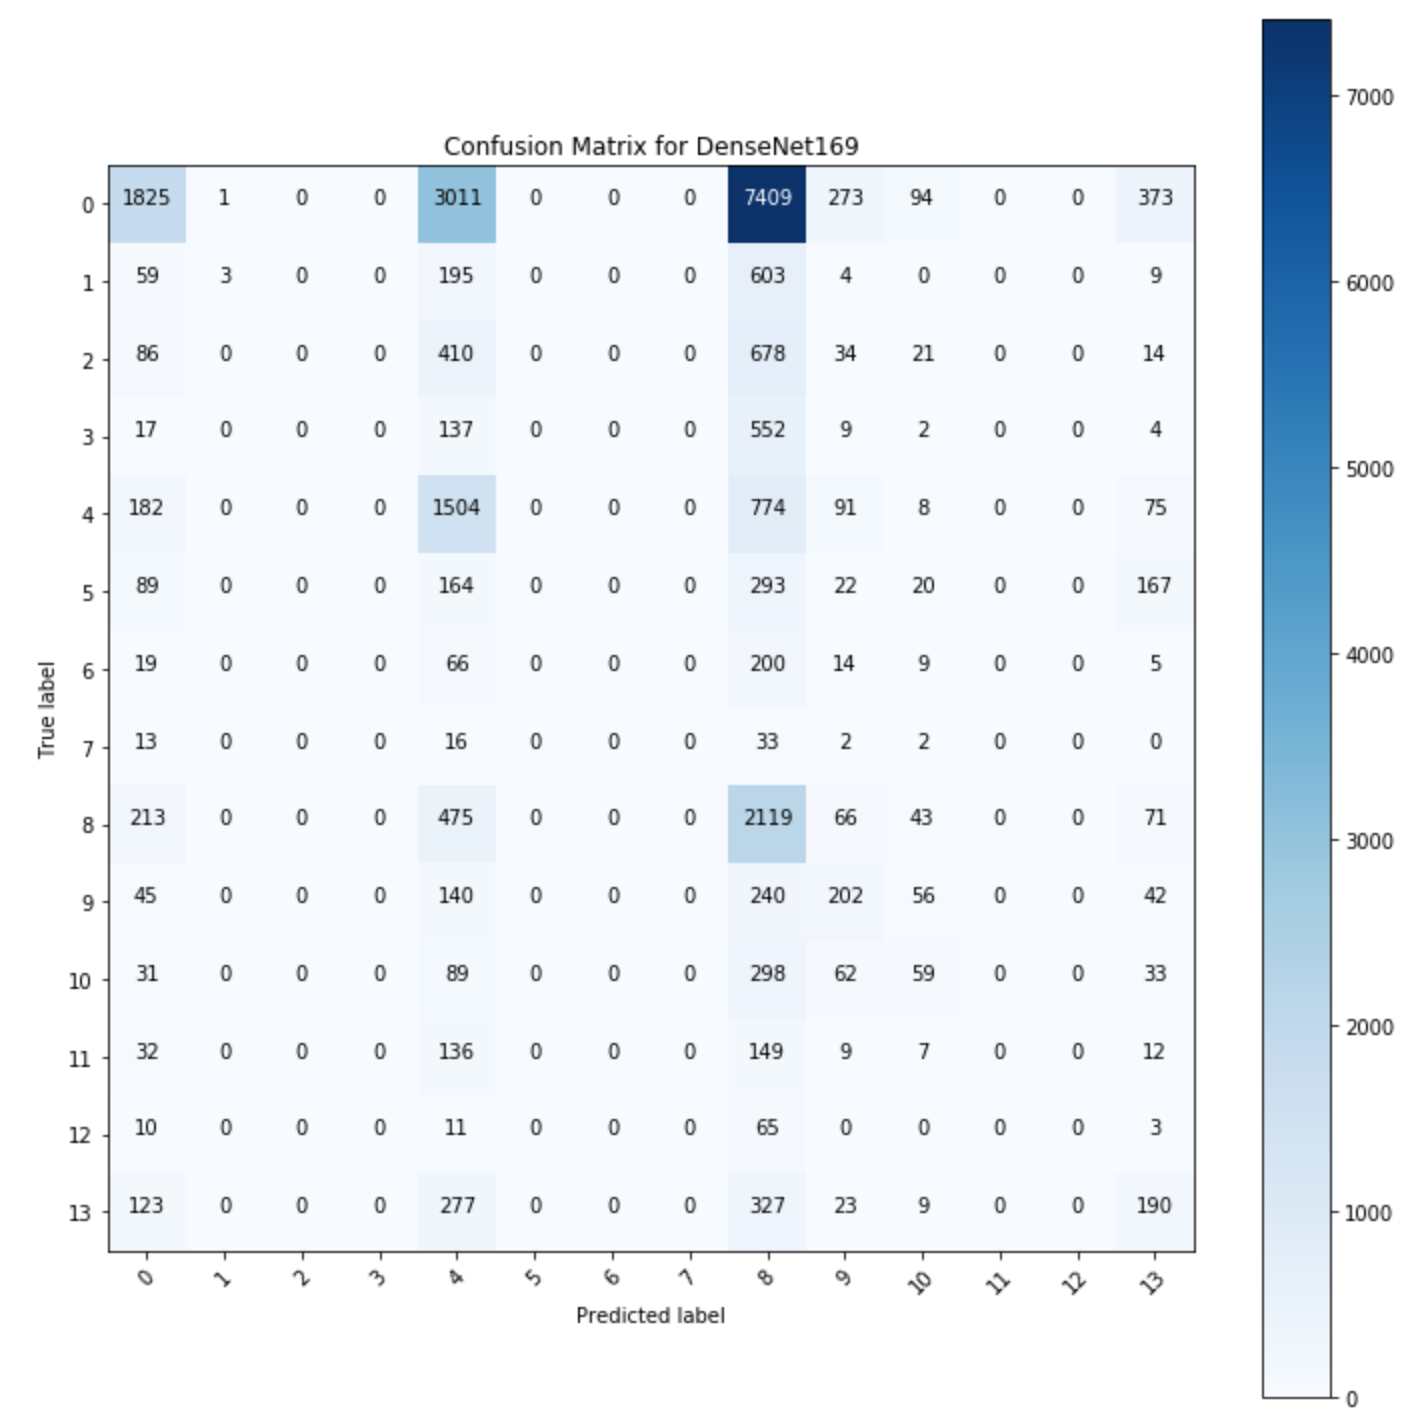 Confusion Matrix for DenseNet169
0 1825 1 0 0 3011 0 0 0 7409 273 94 0 0 373
1 59 3 0 0 195 0 0 0 603 4 0 0 0 9
2 86 0 0 0 410 0 0 0 678 34 21 0 0 14
3 17 0 0 0 137 0 0 0 552 9 2 0 0 4
4 182 0 0 0 1504 0 0 0 774 91 8 0 0 75
5 89 0 0 0 164 0 0 0 293 22 20 0 0 167
6 19 0 0 0 66 0 0 0 200 14 9 0 0 5
7 13 0 0 0 16 0 0 0 33 2 2 0 0 0
8 213 0 0 0 475 0 0 0 2119 66 43 0 0 71
9 45 0 0 0 140 0 0 0 240 202 56 0 0 42
10 31 0 0 0 89 0 0 0 298 62 59 0 0 33
11 32 0 0 0 136 0 0 0 149 9 7 0 0 12
12 10 0 0 0 11 0 0 0 65 0 0 0 0 3
13 123 0 0 0 277 0 0 0 327 23 9 0 0 190
0 1 2 3 4 5 6 7 8 9 10 11 12 13
Predicted label
True label
7000
6000
5000
4000
3000
2000
1000
0